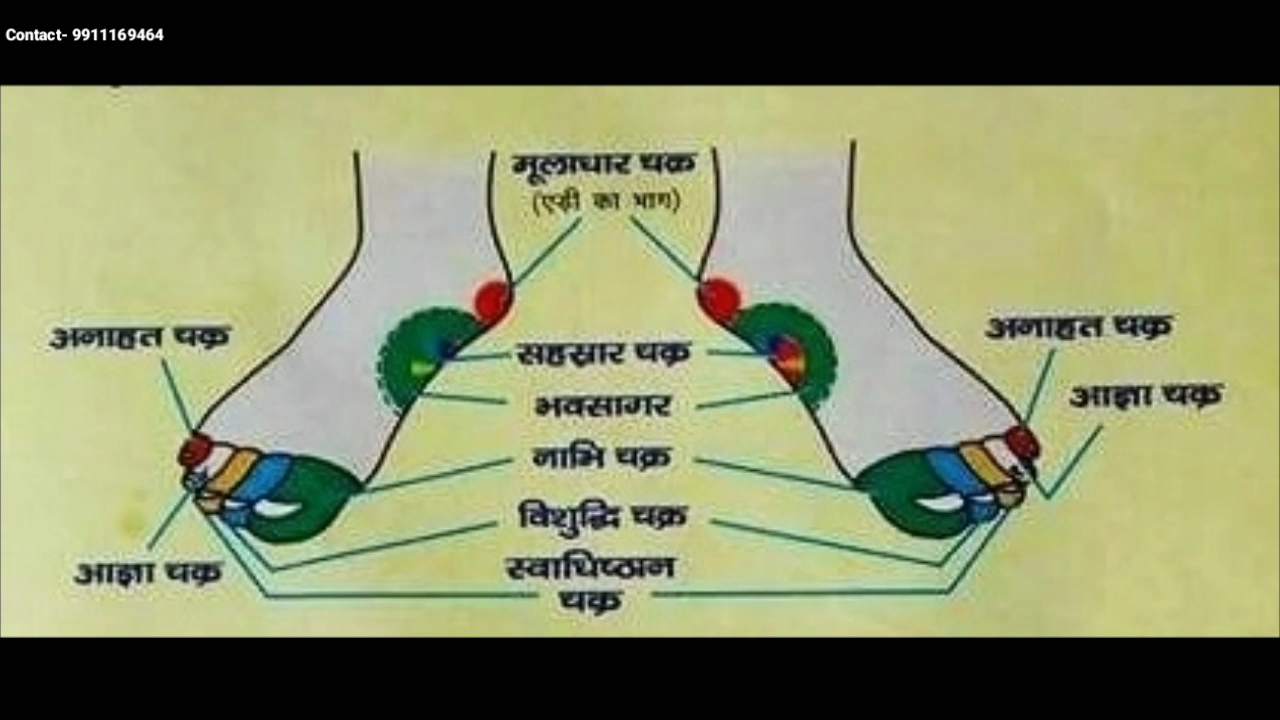 Contact- 9911169464
मूलाधार चक्र
(एड़ी का भाग)
अनाहत चक्र
अनाहत चक्र
सहस्रार चक्र
आज्ञा चक्र
भवसागर
नाभि चक्र
विशुद्धि चक्र
आज्ञा चक्र
स्वाधिष्ठान
चक्र